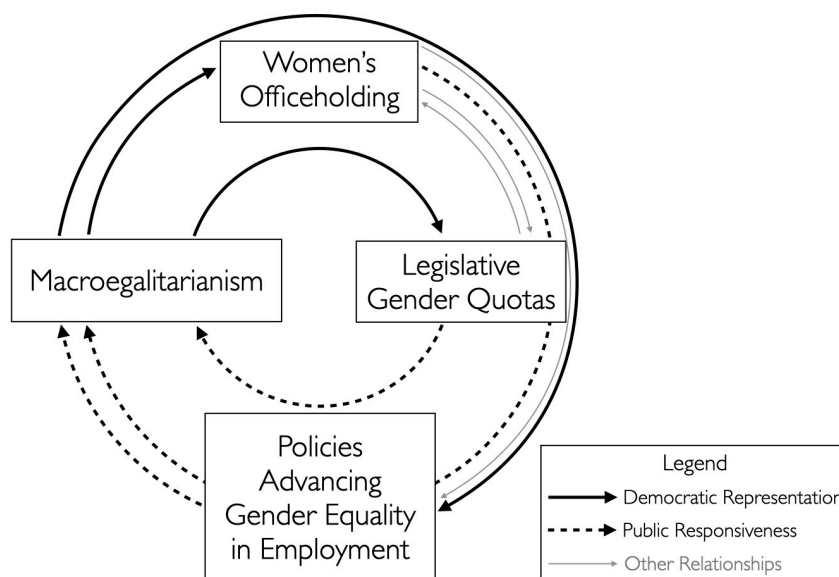 Women's
Officeholding
Macroegalitarianism
Legislative
Gender Quotas
Policies
Advancing
Gender Equality
in Employment
Legend
Democratic Representation
Public Responsiveness
Other Relationships